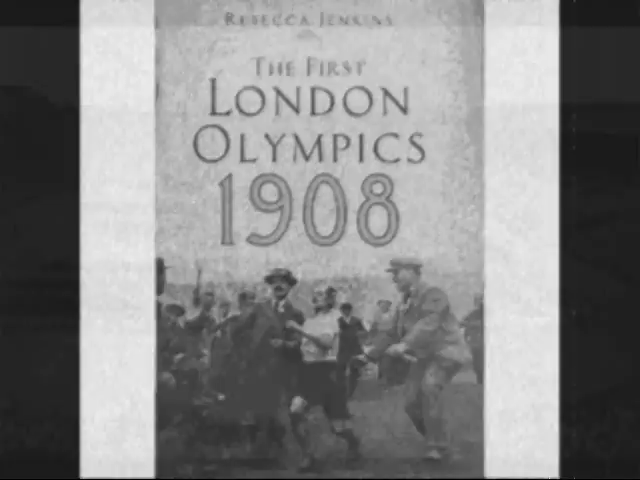 REBECCA JENKINS
THE FIRST
LONDON
OLYMPICS
1908